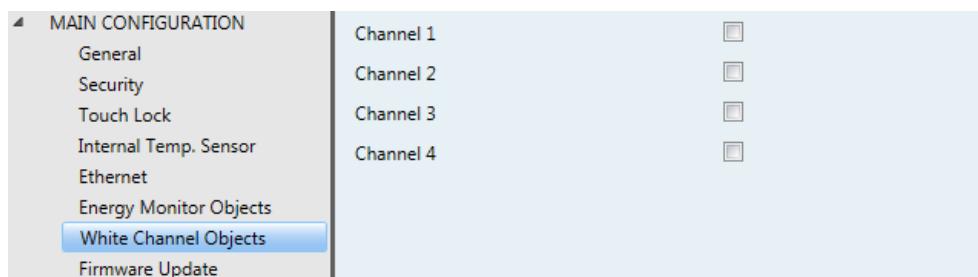 MAIN CONFIGURATION
General
Security
Touch Lock
Internal Temp. Sensor
Ethernet
Energy Monitor Objects
White Channel Objects
Firmware Update
Channel 1
Channel 2
Channel 3
Channel 4